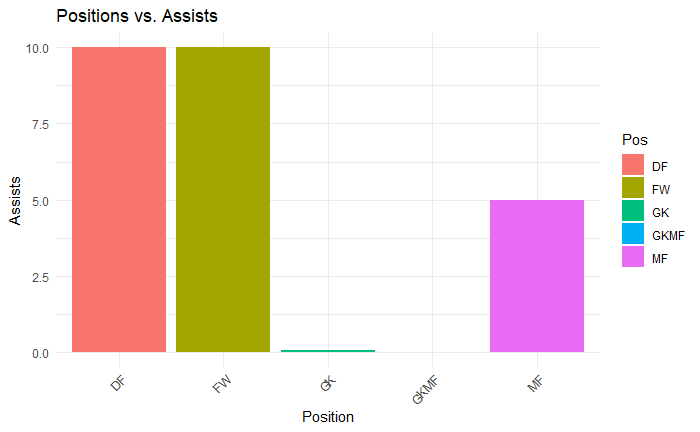 Positions vs. Assists
10.0
7.5
5.0
2.5
0.0
Assists
DF FW GK GKMF MF
Position
Pos
DF
FW
GK
GKMF
MF